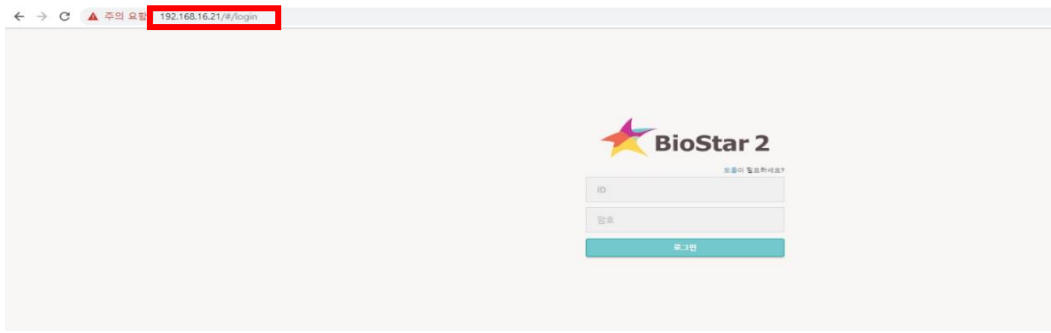 주의 요함 192.168.16.21/#/login
BioStar 2
도움이 필요하세요?
ID
암호
로그인